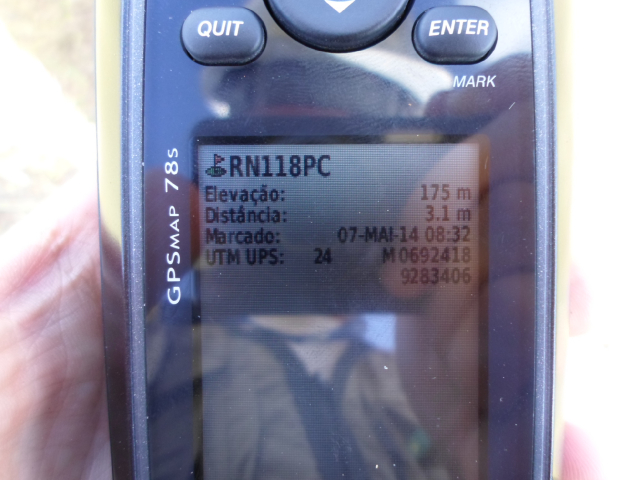 QUIT
ENTER
MARK
GPSMAP 78s
RN118PC
Elevação: 175 m
Distância: 3.1 m
Marcado: 07-MAI-14 08:32
UTM UPS: 24 M 0692418
9283406